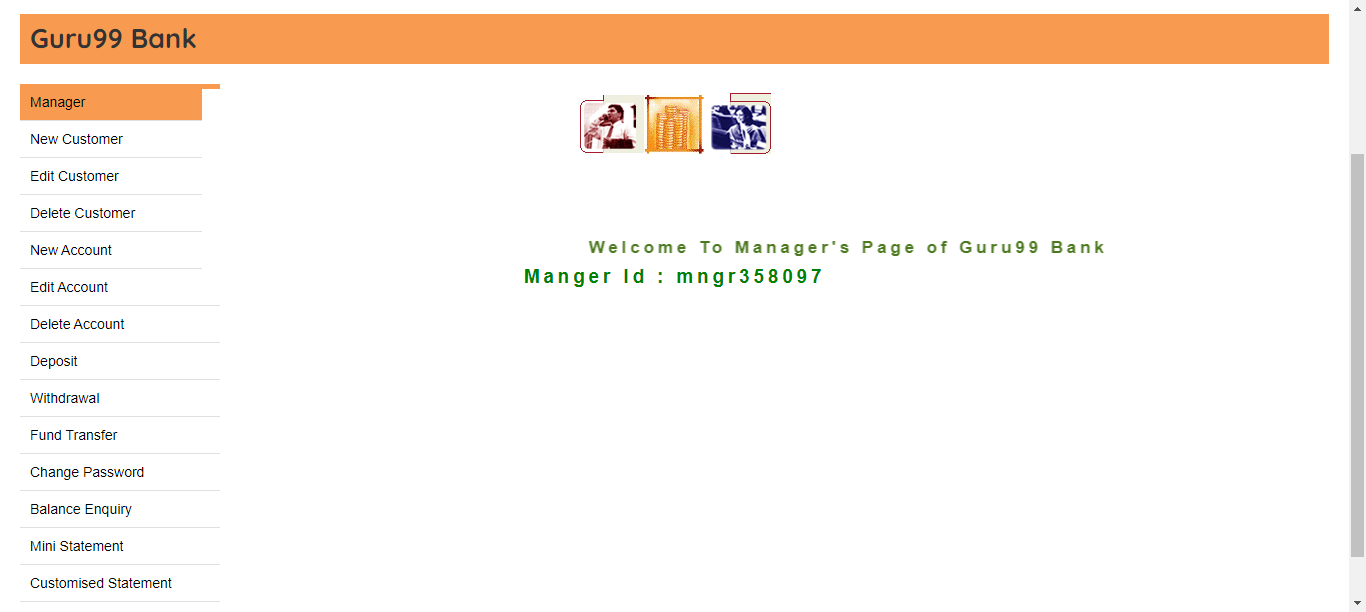 Guru99 Bank
Manager
New Customer
Edit Customer
Delete Customer
New Account
Edit Account
Delete Account
Deposit
Withdrawal
Fund Transfer
Change Password
Balance Enquiry
Mini Statement
Customised Statement
Welcome To Manager's Page of Guru99 Bank
Manger Id : mngr358097